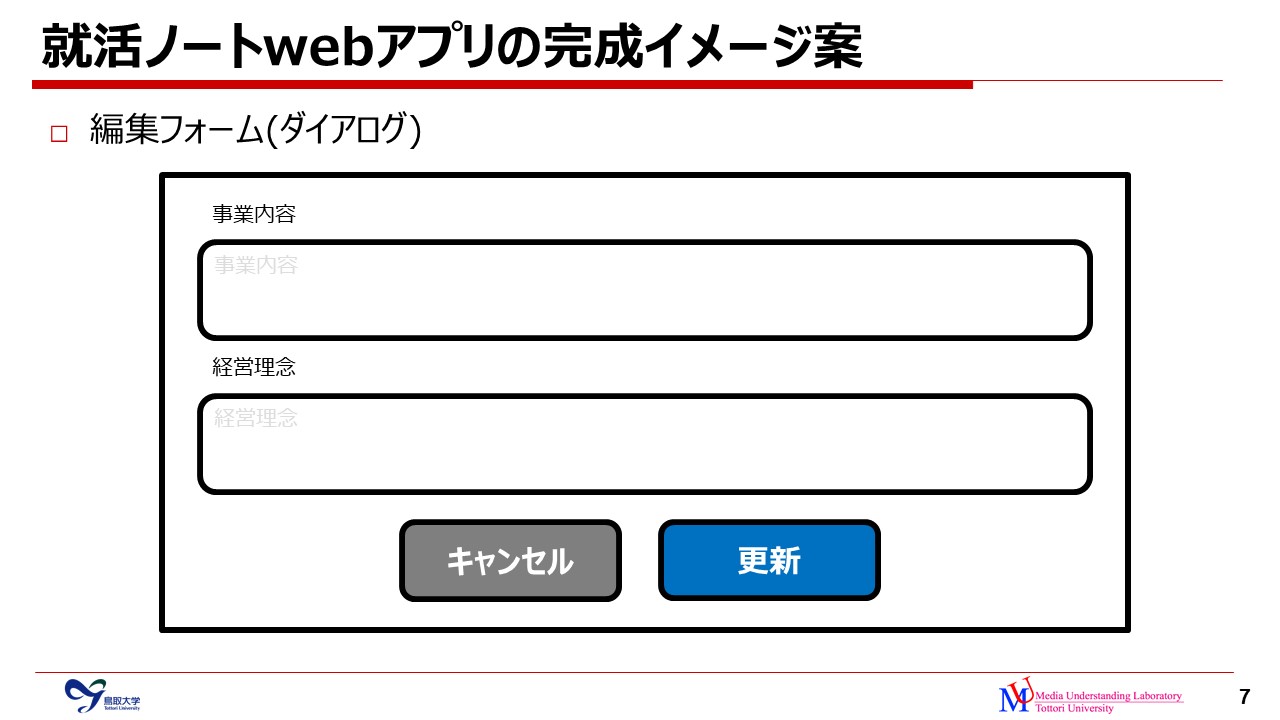 就活ノートwebアプリの完成イメージ案
□ 編集フォーム(ダイアログ)
事業内容
事業内容
経営理念
経営理念
キャンセル 更新
鳥取大学
Tottori University
MU Media Understanding Laboratory
Tottori University
7